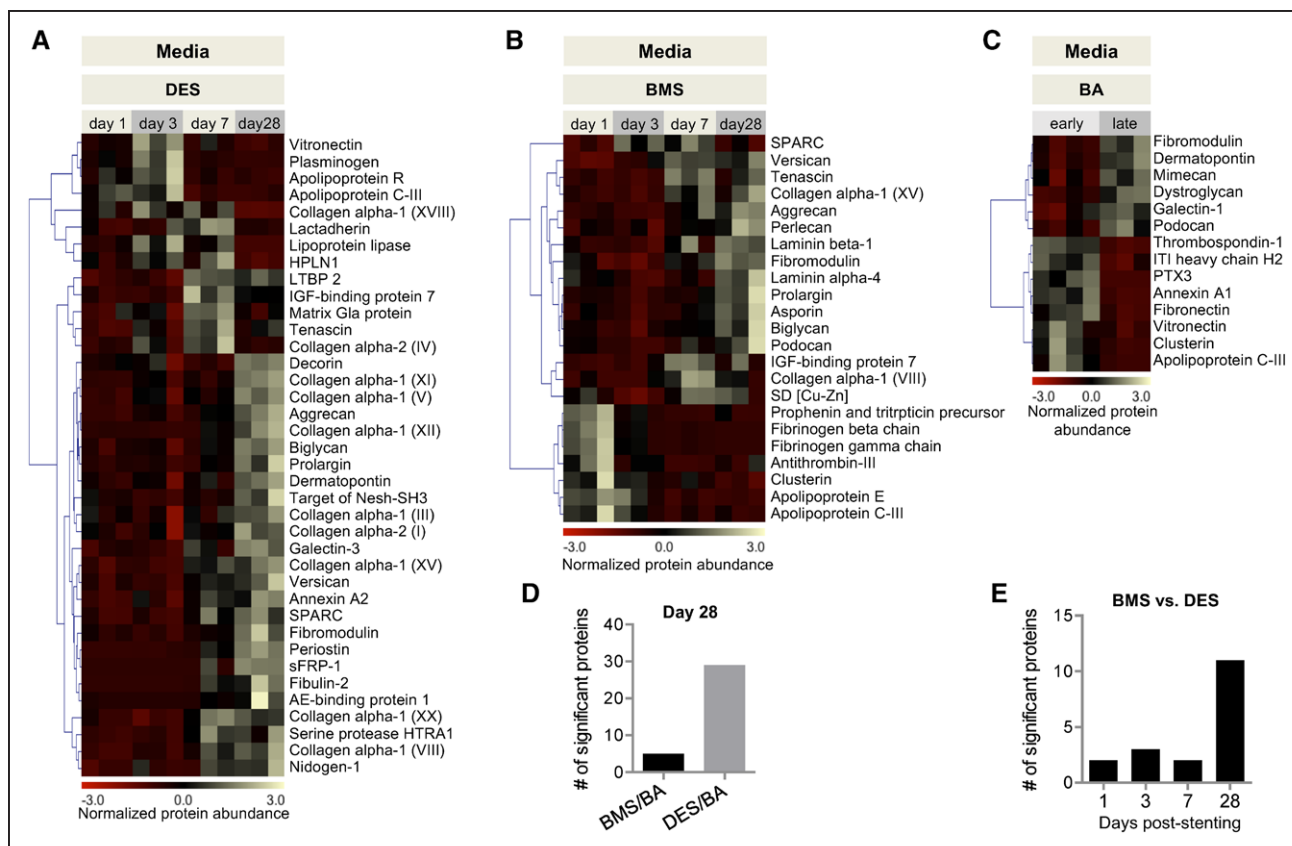 A
Media
DES
day 1 day 3 day 7 day28
Vitronectin
Plasminogen
Apolipoprotein R
Apolipoprotein C-III
Collagen alpha-1 (XVIII)
Lactadherin
Lipoprotein lipase
HPLN1
LTBP 2
IGF-binding protein 7
Matrix Gla protein
Tenascin
Collagen alpha-2 (IV)
Decorin
Collagen alpha-1 (XI)
Collagen alpha-1 (V)
Aggrecan
Collagen alpha-1 (XII)
Biglycan
Prolargin
Dermatopontin
Target of Nesh-SH3
Collagen alpha-1 (III)
Collagen alpha-2 (I)
Galectin-3
Collagen alpha-1 (XV)
Versican
Annexin A2
SPARC
Fibromodulin
Periostin
sFRP-1
Fibulin-2
AE-binding protein 1
Collagen alpha-1 (XX)
Serine protease HTRA1
Collagen alpha-1 (VIII)
Nidogen-1
-3.0 0.0 3.0
Normalized protein abundance
B
Media
BMS
day 1 day 3 day 7 day28
SPARC
Versican
Tenascin
Collagen alpha-1 (XV)
Aggrecan
Perlecan
Laminin beta-1
Fibromodulin
Laminin alpha-4
Prolargin
Asporin
Biglycan
Podocan
IGF-binding protein 7
Collagen alpha-1 (VIII)
SD [Cu-Zn]
Prophenin and tritrpticin precursor
Fibrinogen beta chain
Fibrinogen gamma chain
Antithrombin-III
Clusterin
Apolipoprotein E
Apolipoprotein C-III
-3.0 0.0 3.0
Normalized protein abundance
C
Media
BA
early late
Fibromodulin
Dermatopontin
Mimecan
Dystroglycan
Galectin-1
Podocan
Thrombospondin-1
ITI heavy chain H2
PTX3
Annexin A1
Fibronectin
Vitronectin
Clusterin
Apolipoprotein C-III
-3.0 0.0 3.0
Normalized protein
abundance
D
Day 28
# of significant proteins
40
30
20
10
0
BMS/BA DES/BA
E
BMS vs. DES
# of significant proteins
15
10
5
0
1 3 7 28
Days post-stenting